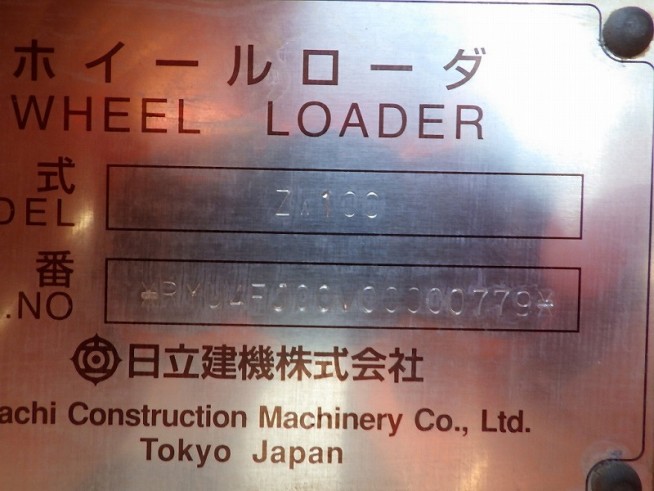 ホイールローダ
WHEEL LOADER
式
DEL
ZW100
番
.NO
日立建機株式会社
achi Construction Machinery Co., Ltd.
Tokyo Japan